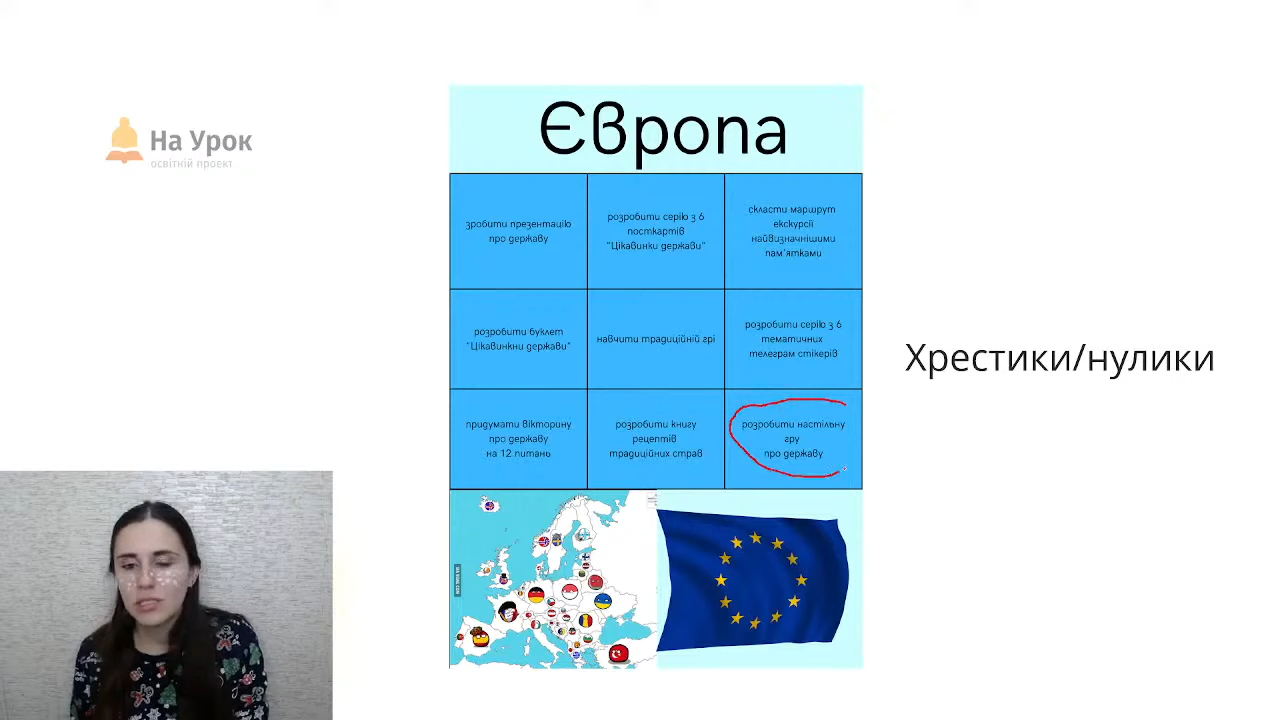 На Урок
освітній проект
Європа
зробити презентацію
про державу
розробити серію з 6
посткартів
"Цікавинки держави"
скласти маршрут
екскурсії
найвизначнішими
пам'ятками
розробити буклет
"Цікавинкни держави"
навчити традиційній грі
розробити серію з 6
тематичних
телеграм стікерів
придумати вікторину
про державу
на 12 питань
розробити книгу
рецептів
традиційних страв
розробити настільну
гру
про державу
Хрестики/нулики